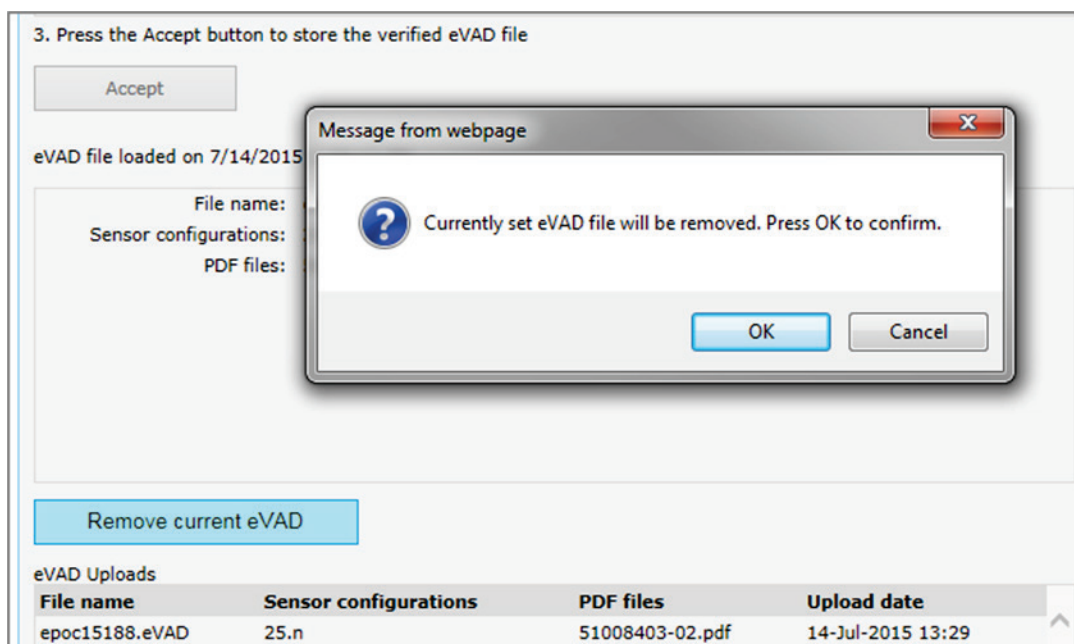 3. Press the Accept button to store the verified eVAD file
Accept
Message from webpage
eVAD file loaded on 7/14/2015
File name:
Sensor configurations:
PDF files:
Currently set eVAD file will be removed. Press OK to confirm.
OK Cancel
Remove current eVAD
eVAD Uploads
File name Sensor configurations PDF files Upload date
epoc15188.eVAD 25.n 51008403-02.pdf 14-Jul-2015 13:29